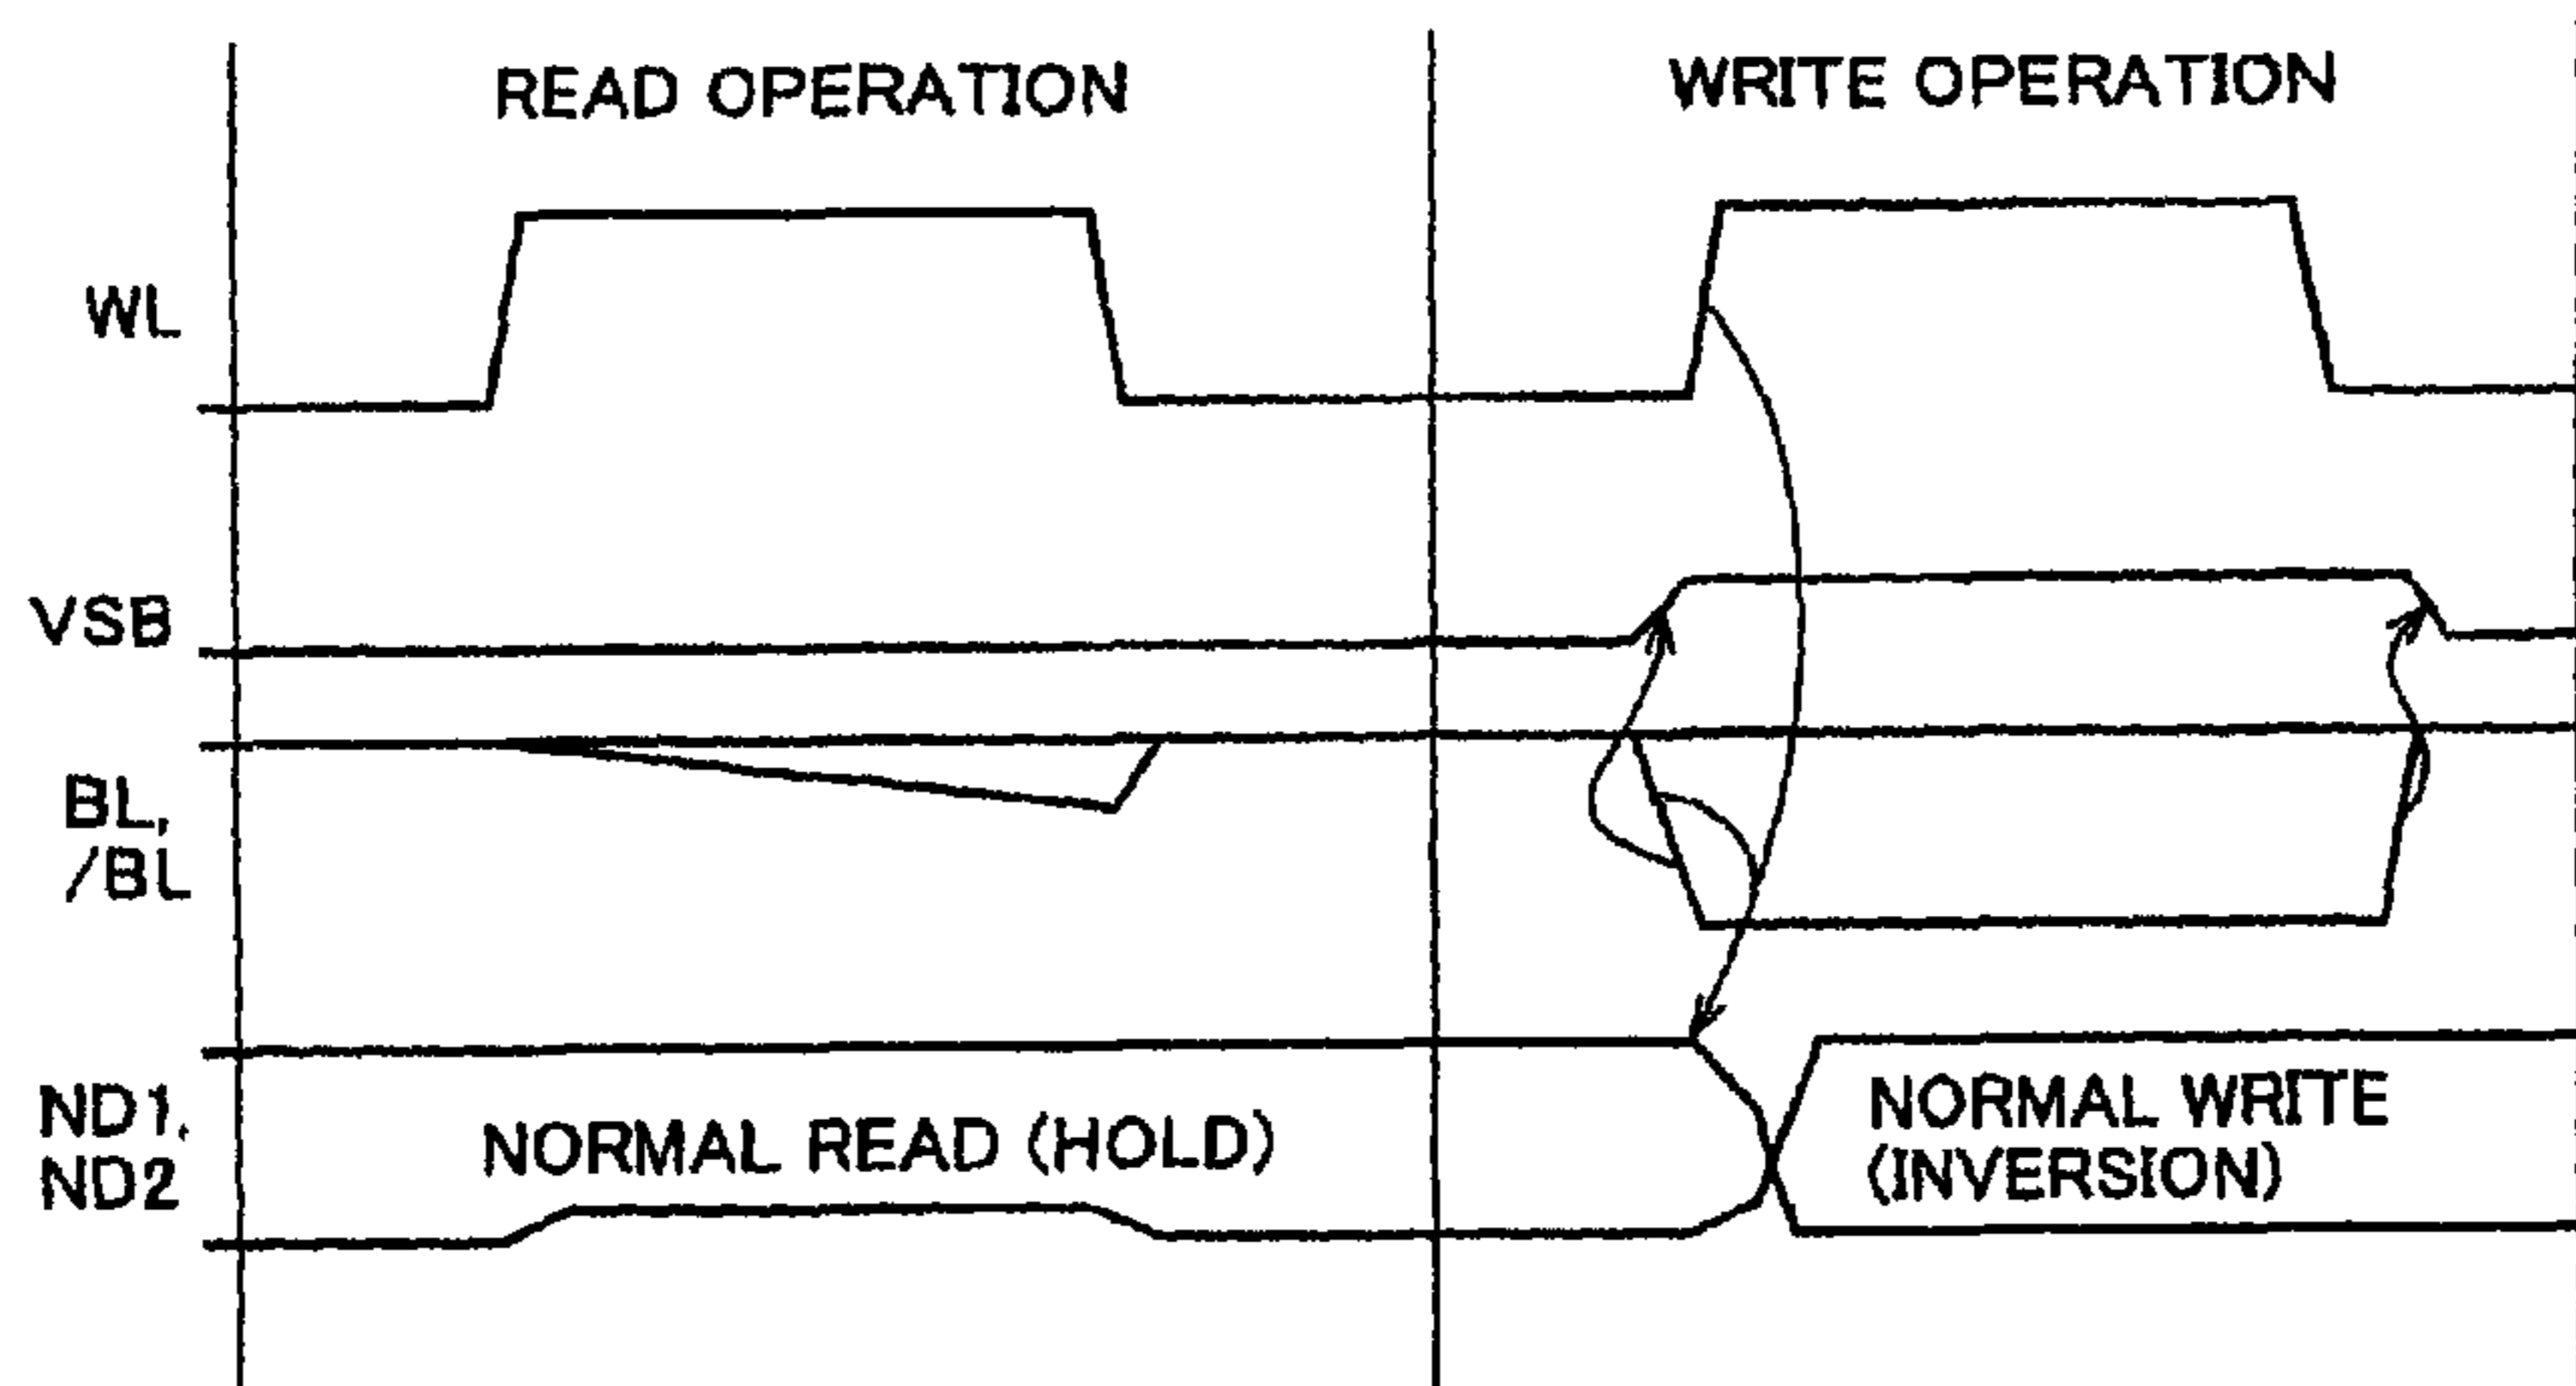 READ OPERATION
WRITE OPERATION
WL
VSB
BL,
/BL
ND1,
ND2
NORMAL READ (HOLD)
NORMAL WRITE
(INVERSION)